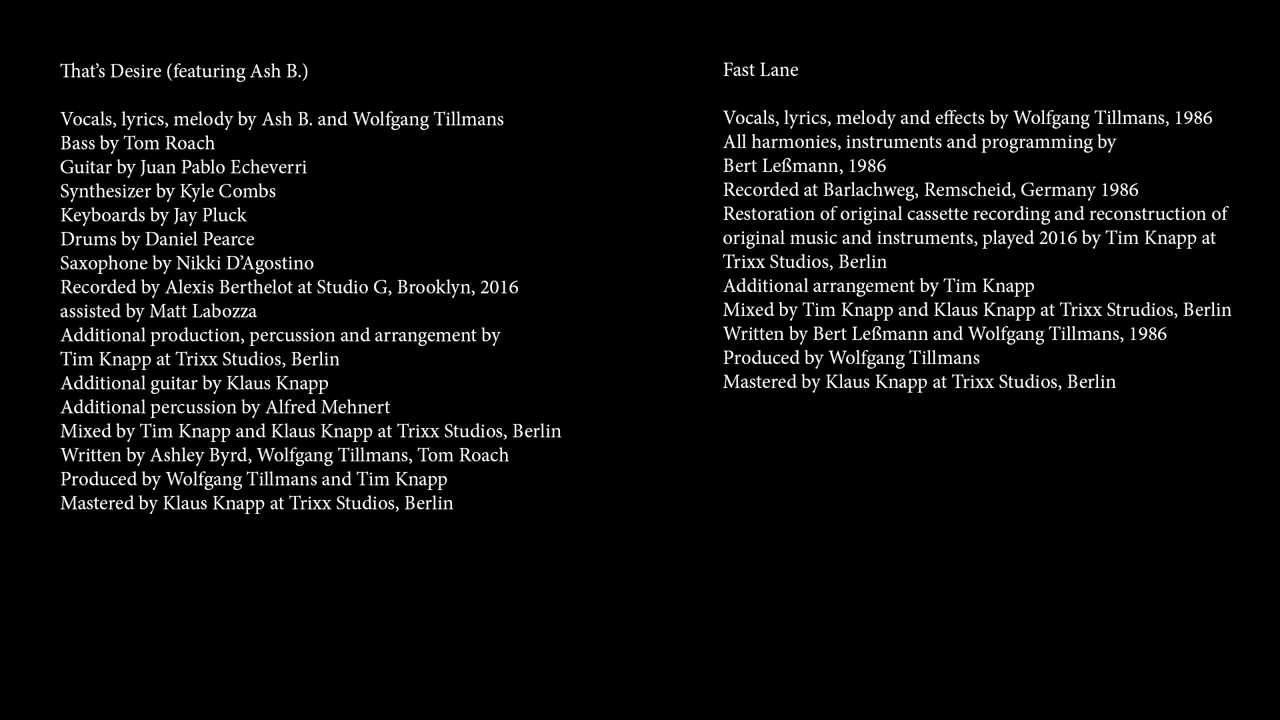 That’s Desire (featuring Ash B.)
Vocals, lyrics, melody by Ash B. and Wolfgang Tillmans
Bass by Tom Roach
Guitar by Juan Pablo Echeverri
Synthesizer by Kyle Combs
Keyboards by Jay Pluck
Drums by Daniel Pearce
Saxophone by Nikki D’Agostino
Recorded by Alexis Berthelot at Studio G, Brooklyn, 2016
assisted by Matt Labozza
Additional production, percussion and arrangement by
Tim Knapp at Trixx Studios, Berlin
Additional guitar by Klaus Knapp
Additional percussion by Alfred Mehnert
Mixed by Tim Knapp and Klaus Knapp at Trixx Studios, Berlin
Written by Ashley Byrd, Wolfgang Tillmans, Tom Roach
Produced by Wolfgang Tillmans and Tim Knapp
Mastered by Klaus Knapp at Trixx Studios, Berlin
Fast Lane
Vocals, lyrics, melody and effects by Wolfgang Tillmans, 1986
All harmonies, instruments and programming by
Bert Leßmann, 1986
Recorded at Barlachweg, Remscheid, Germany 1986
Restoration of original cassette recording and reconstruction of
original music and instruments, played 2016 by Tim Knapp at
Trixx Studios, Berlin
Additional arrangement by Tim Knapp
Mixed by Tim Knapp and Klaus Knapp at Trixx Strudios, Berlin
Written by Bert Leßmann and Wolfgang Tillmans, 1986
Produced by Wolfgang Tillmans
Mastered by Klaus Knapp at Trixx Studios, Berlin